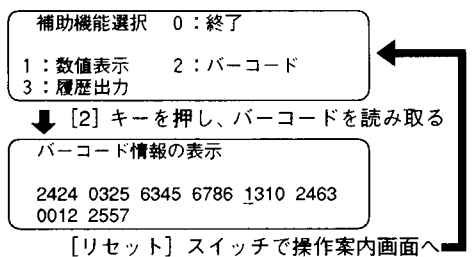 補助機能選択 0：終了
1：数値表示 2：バーコード
3：履歴出力
[2] キーを押し、バーコードを読み取る
バーコード情報の表示
2424 0325 6345 6786 1310 2463
0012 2557
[リセット] スイッチで操作案内画面へ